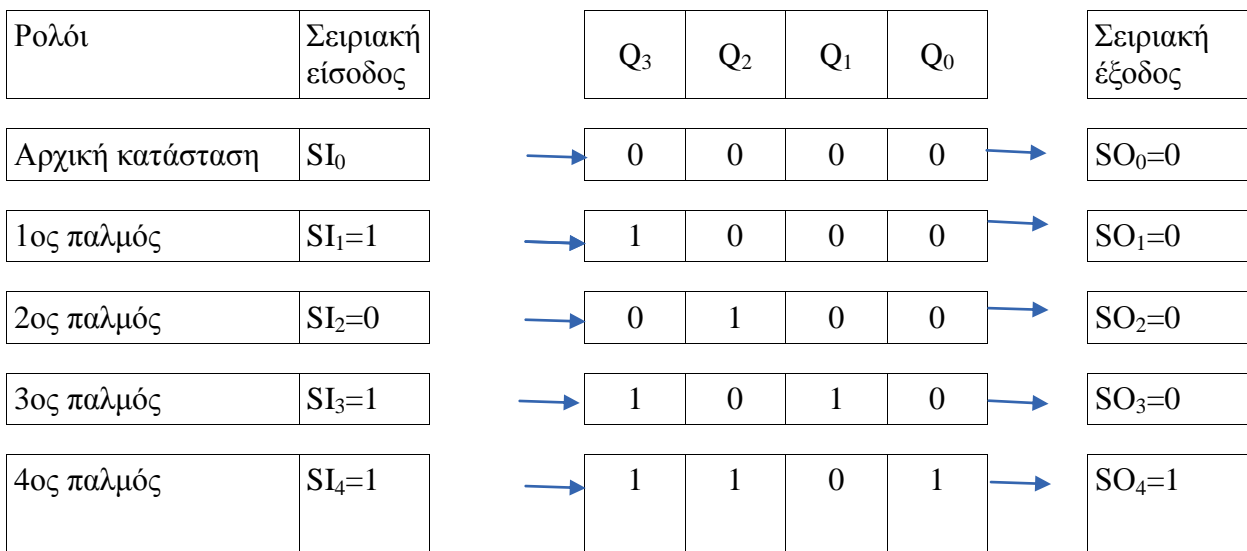 Ρολόι Σειριακή είσοδος Q₃ Q₂ Q₁ Q₀ Σειριακή έξοδος
Αρχική κατάσταση SI₀ 0 0 0 0 SO₀=0
1ος παλμός SI₁=1 1 0 0 0 SO₁=0
2ος παλμός SI₂=0 0 1 0 0 SO₂=0
3ος παλμός SI₃=1 1 0 1 0 SO₃=0
4ος παλμός SI₄=1 1 1 0 1 SO₄=1